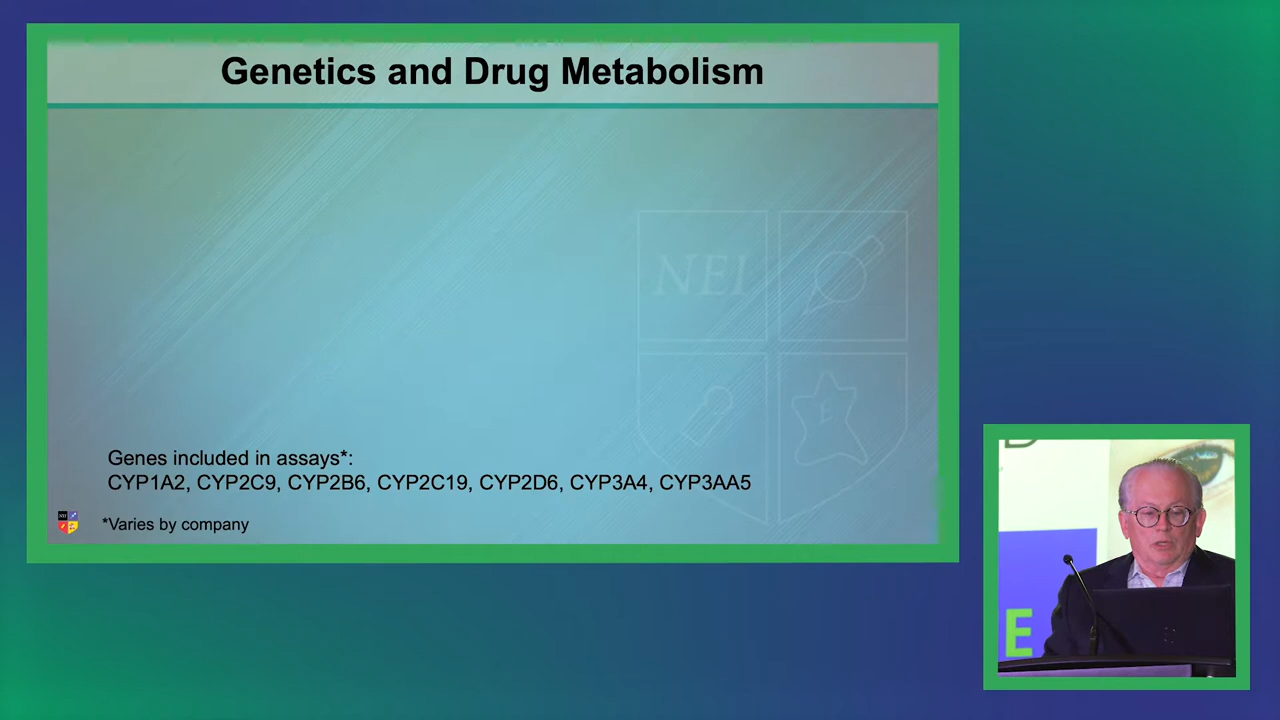 Genetics and Drug Metabolism
NEI
Genes included in assays*:
CYP1A2, CYP2C9, CYP2B6, CYP2C19, CYP2D6, CYP3A4, CYP3AA5
*Varies by company
E